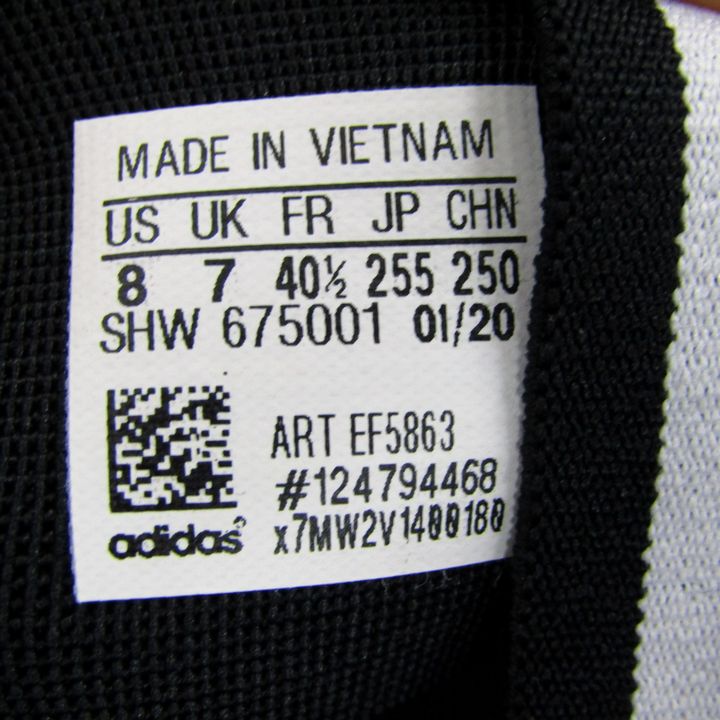 MADE IN VIETNAM
US UK FR JP CHN
8 7 40½ 255 250
SHW 675001 01/20
ART EF5863
#124794468
x7MW2V1400180
adidas